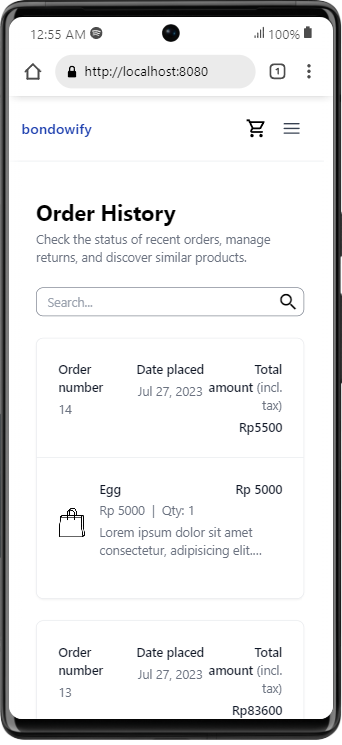 12:55 AM 100%
http://localhost:8080 1
bondowify
Order History
Check the status of recent orders, manage
returns, and discover similar products.
Search...
Order number
14
Date placed
Jul 27, 2023
Total
amount (incl.
tax)
Rp5500
Egg Rp 5000
Rp 5000 | Qty: 1
Lorem ipsum dolor sit amet
consectetur, adipisicing elit....
Order number
13
Date placed
Jul 27, 2023
Total
amount (incl.
tax)
Rp83600